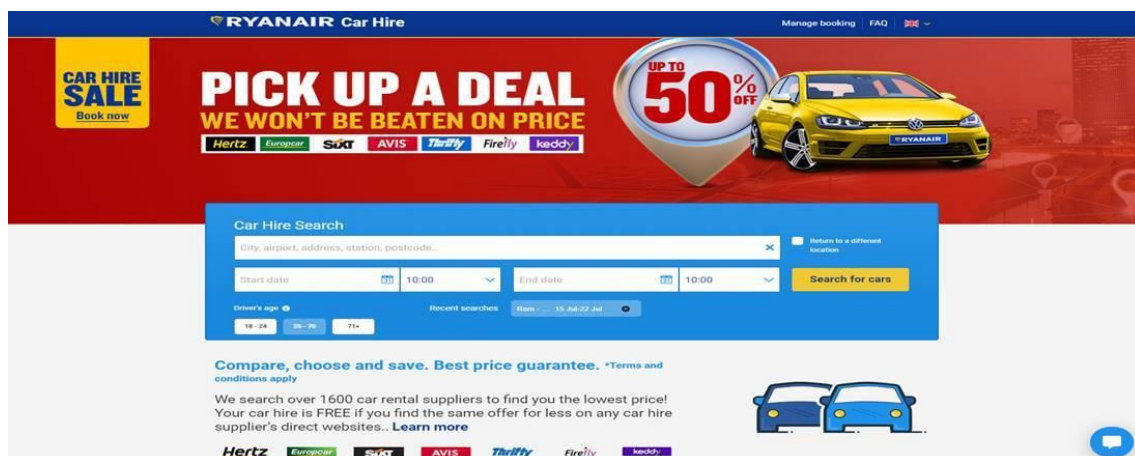 RYANAIR Car Hire
Manage booking FAQ
CAR HIRE
SALE
Book now
PICK UP A DEAL
WE WON'T BE BEATEN ON PRICE
Hertz Europcar SIXT AVIS Thrifty Firefly keddy
UP TO
50%
OFF
RYANAIR
Car Hire Search
City, airport, address, station, postcode...
Return to a different
location
Start date 10:00 End date 10:00 Search for cars
Driver's age Recent searches 15 Jul-22 Jul
18 - 24 25 - 70 71+
Compare, choose and save. Best price guarantee. *Terms and
conditions apply
We search over 1600 car rental suppliers to find you the lowest price!
Your car hire is FREE if you find the same offer for less on any car hire
supplier's direct websites.. Learn more
Hertz Europcar SIXT AVIS Thrifty Firefly keddy